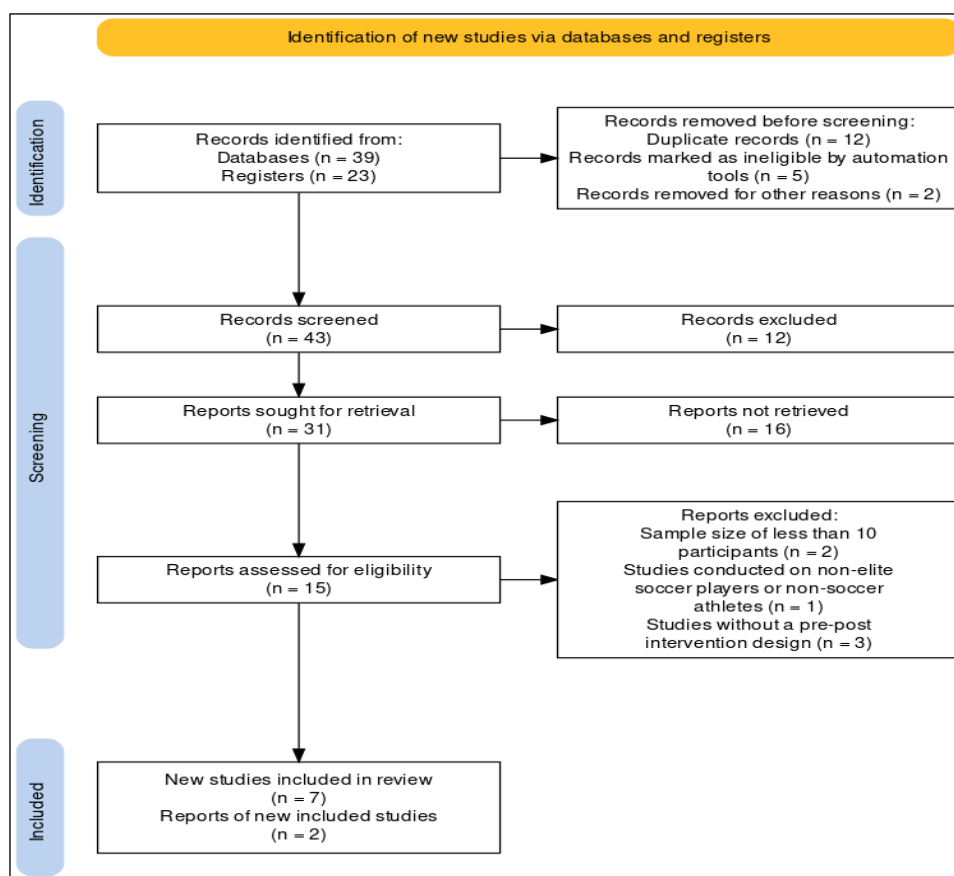 Identification of new studies via databases and registers
Identification
Records identified from:
Databases (n = 39)
Registers (n = 23)
Records removed before screening:
Duplicate records (n = 12)
Records marked as ineligible by automation
tools (n = 5)
Records removed for other reasons (n = 2)
Screening
Records screened
(n = 43)
Records excluded
(n = 12)
Reports sought for retrieval
(n = 31)
Reports not retrieved
(n = 16)
Reports assessed for eligibility
(n = 15)
Reports excluded:
Sample size of less than 10
participants (n = 2)
Studies conducted on non-elite
soccer players or non-soccer
athletes (n = 1)
Studies without a pre-post
intervention design (n = 3)
Included
New studies included in review
(n = 7)
Reports of new included studies
(n = 2)